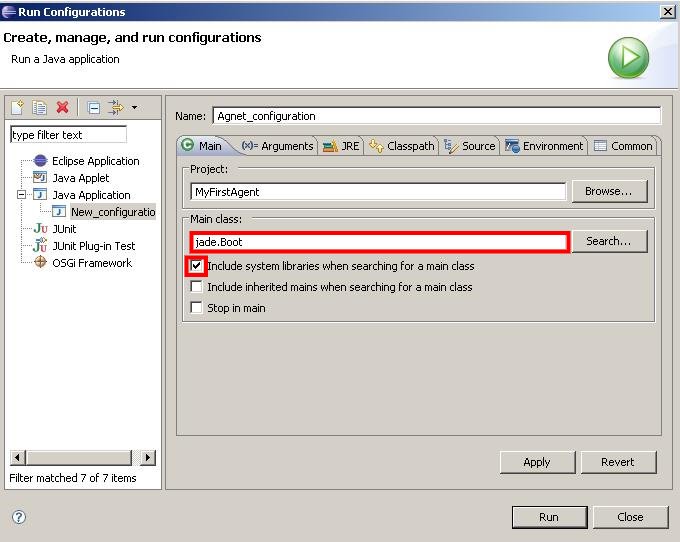 Run Configurations
Create, manage, and run configurations
Run a Java application
type filter text
Eclipse Application
Java Applet
Java Application
New_configuratio
JUnit
JUnit Plug-in Test
OSGi Framework
Filter matched 7 of 7 items
Name: Agnet_configuration
Main (x)= Arguments JRE Classpath Source Environment Common
Project:
MyFirstAgent Browse...
Main class:
jade.Boot Search...
Include system libraries when searching for a main class
Include inherited mains when searching for a main class
Stop in main
Apply Revert
Run Close